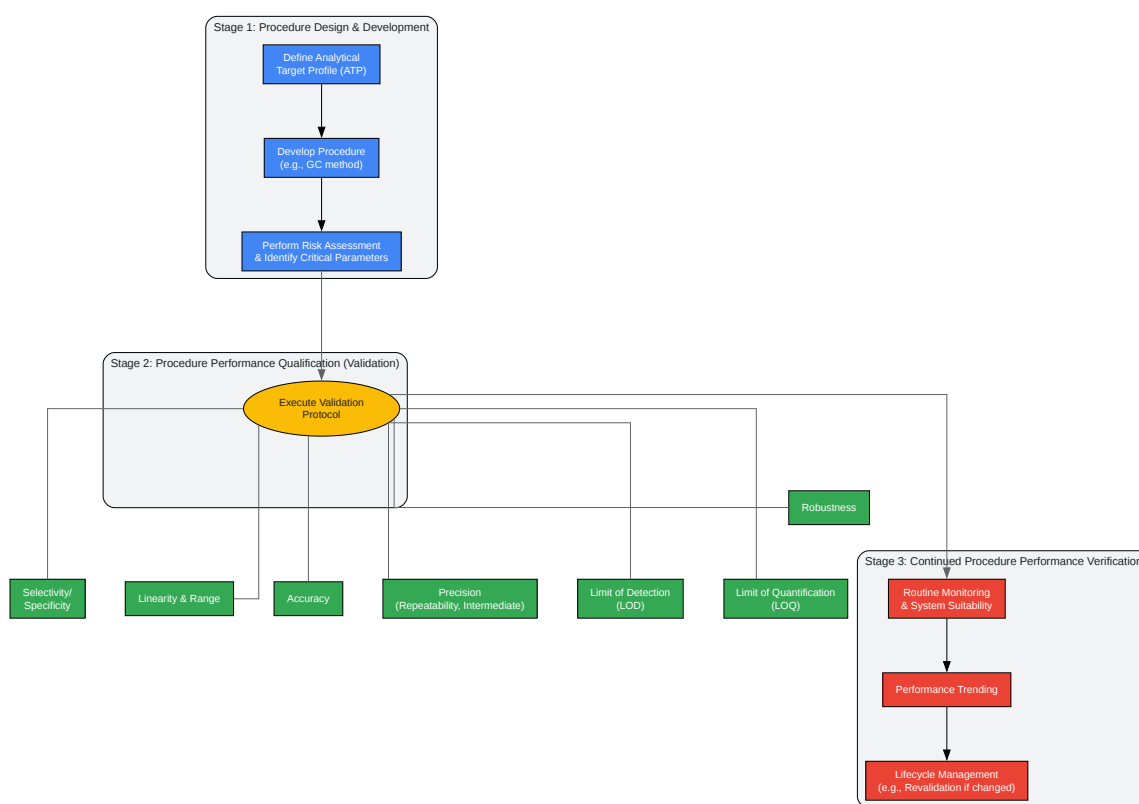 Stage 1: Procedure Design & Development
Define Analytical
Target Profile (ATP)
Develop Procedure
(e.g., GC method)
Perform Risk Assessment
& Identify Critical Parameters
Stage 2: Procedure Performance Qualification (Validation)
Execute Validation
Protocol
Robustness
Selectivity/
Specificity
Linearity & Range
Accuracy
Precision
(Repeatability, Intermediate)
Limit of Detection
(LOD)
Limit of Quantification
(LOQ)
Stage 3: Continued Procedure Performance Verification
Routine Monitoring
& System Suitability
Performance Trending
Lifecycle Management
(e.g., Revalidation if changed)